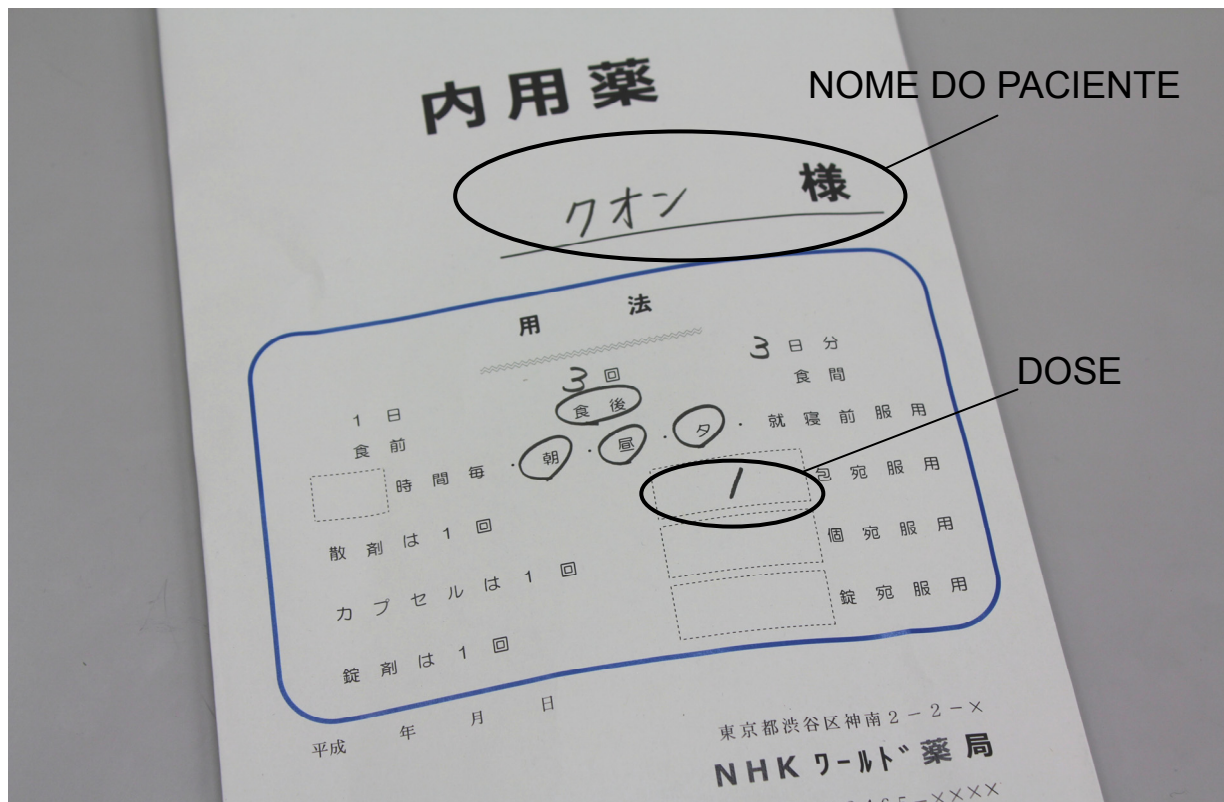 内用薬
NOME DO PACIENTE
クオン 様
用 法
1日 3回 3日分
食前 食後 食間
DOSE
時間毎・朝・昼・夕・就寝前服用
散剤は1回 1 包宛服用
カプセルは1回 個宛服用
錠剤は1回 錠宛服用
平成 年 月 日
東京都渋谷区神南2-2-×
NHKワールド薬局
465-××××